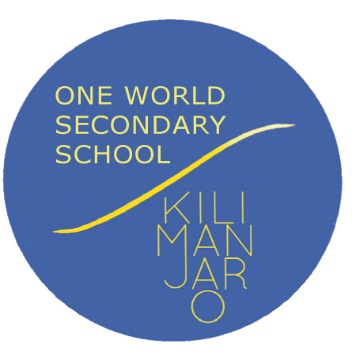 ONE WORLD
SECONDARY
SCHOOL
KILI
MAN
JAR
O